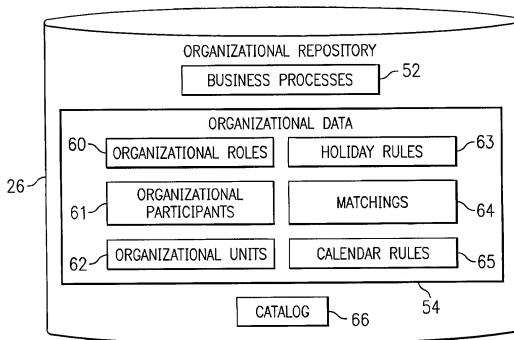 ORGANIZATIONAL REPOSITORY
BUSINESS PROCESSES
52
ORGANIZATIONAL DATA
60
ORGANIZATIONAL ROLES
HOLIDAY RULES
63
26
61
ORGANIZATIONAL
PARTICIPANTS
MATCHINGS
64
62
ORGANIZATIONAL UNITS
CALENDAR RULES
65
54
CATALOG
66